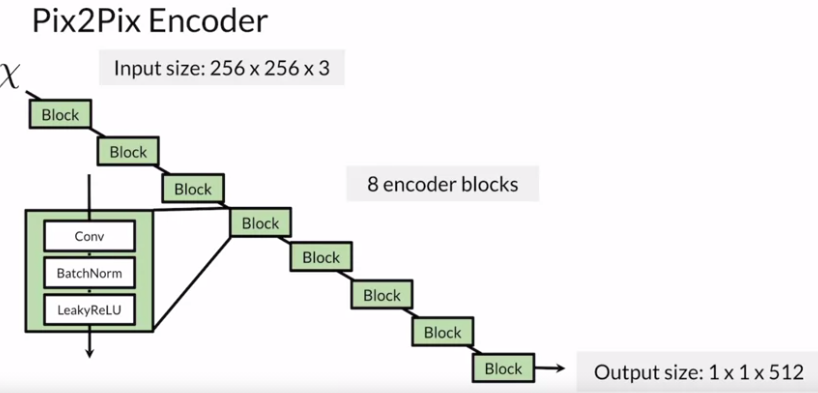 Pix2Pix Encoder
χ
Input size: 256 x 256 x 3
Block
Block
Block
8 encoder blocks
Block
Conv
BatchNorm
LeakyReLU
Block
Block
Block
Block
Output size: 1 x 1 x 512